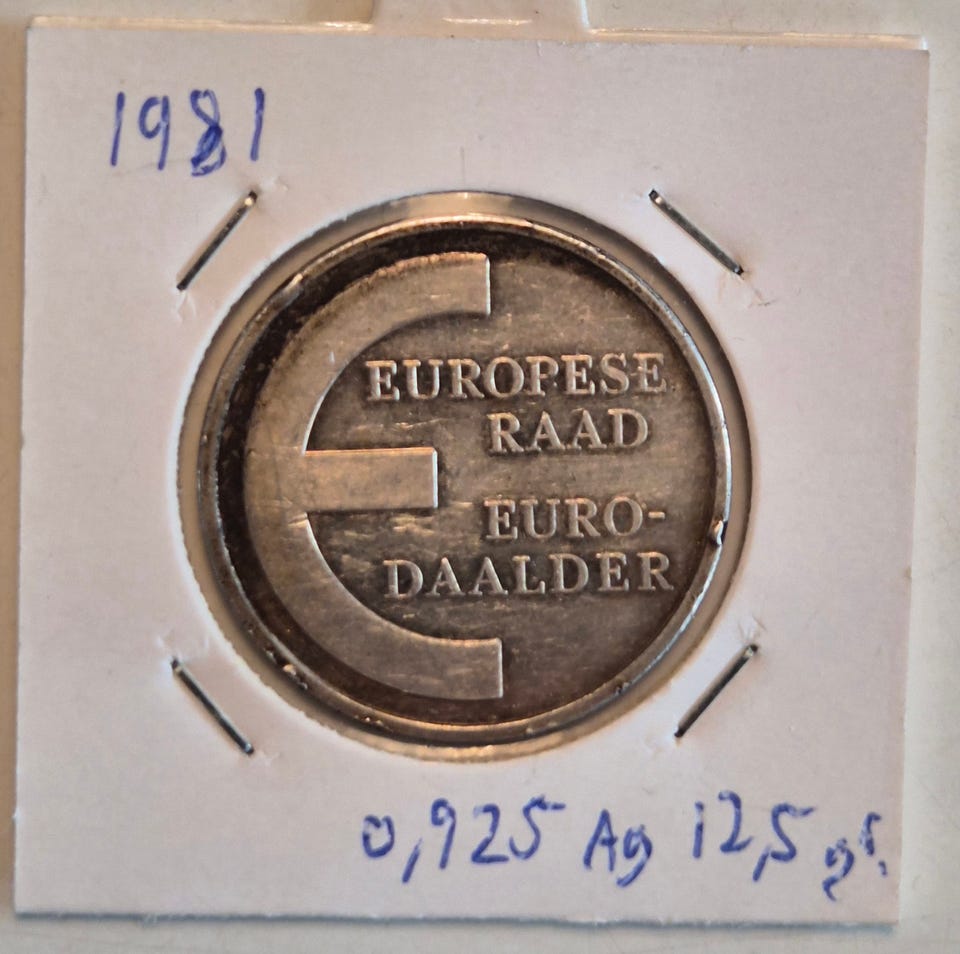 1981
EUROPESE
RAAD
EURO-
DAALDER
0,925 Ag 12,5 gr.